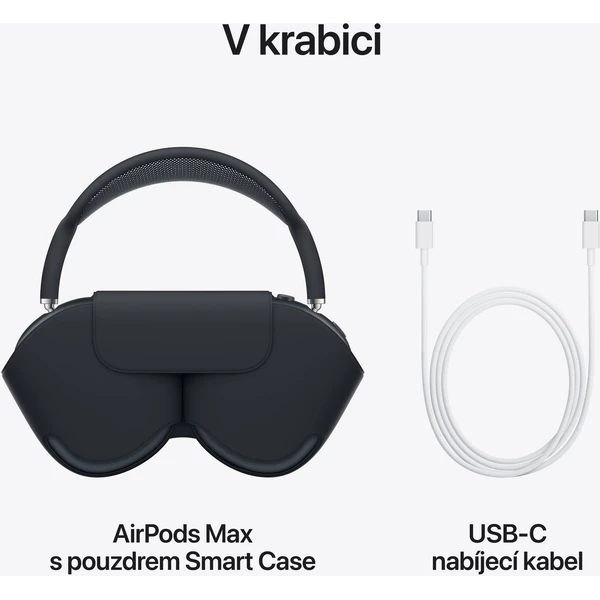 V krabici
AirPods Max
s pouzdrem Smart Case
USB-C
nabíjecí kabel